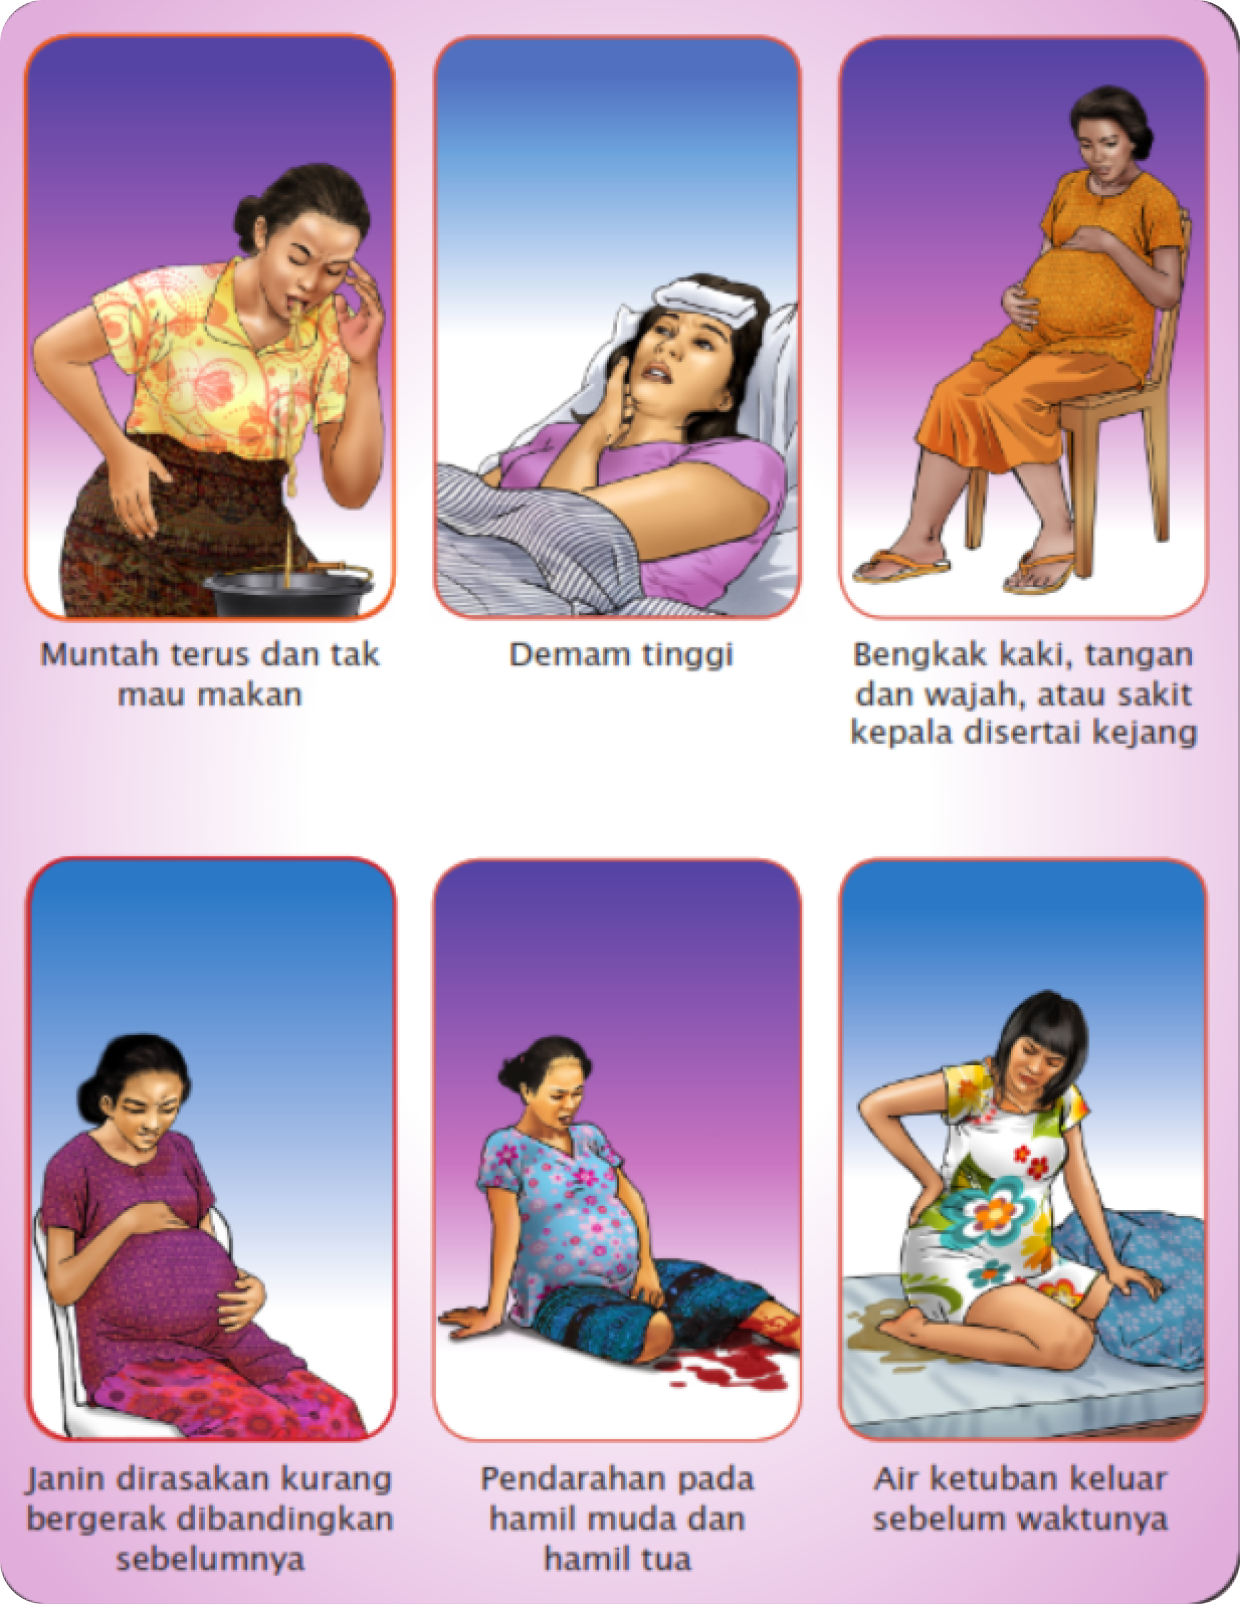 Muntah terus dan tak
mau makan
Demam tinggi
Bengkak kaki, tangan
dan wajah, atau sakit
kepala disertai kejang
Janin dirasakan kurang
bergerak dibandingkan
sebelumnya
Pendarahan pada
hamil muda dan
hamil tua
Air ketuban keluar
sebelum waktunya